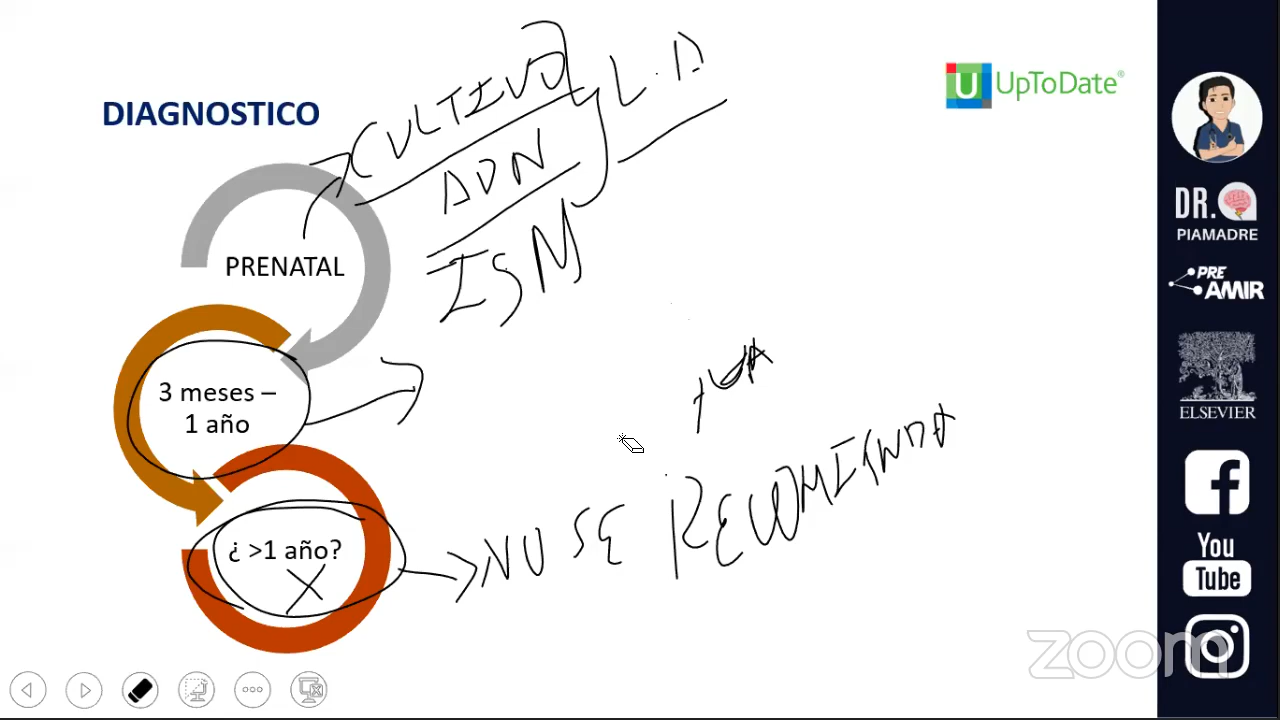 DIAGNOSTICO
UpToDate®
CULTIVO
ADN
ISM
L.A
PRENATAL
3 meses –
1 año
¿ >1 año?
X
NO SE RECOMIENDA
DR.
PIAMADRE
PRE
AMIR
ELSEVIER
You
Tube
zoom